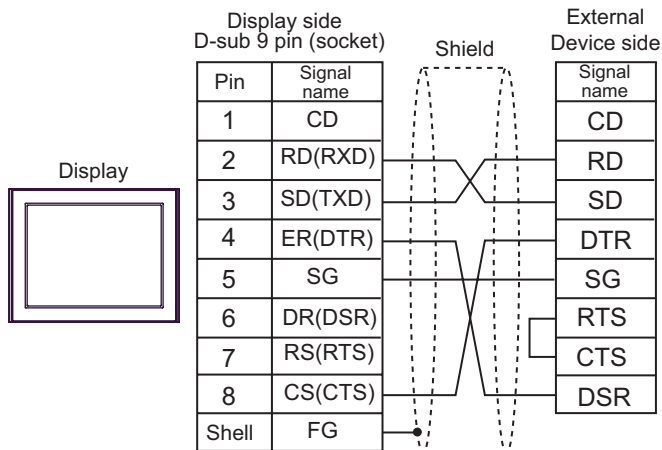 Display side
D-sub 9 pin (socket)
Shield
External
Device side
Pin
Signal
name
Signal
name
1 CD CD
2 RD(RXD) RD
Display
3 SD(TXD) SD
4 ER(DTR) DTR
5 SG SG
6 DR(DSR) RTS
7 RS(RTS) CTS
8 CS(CTS) DSR
Shell FG